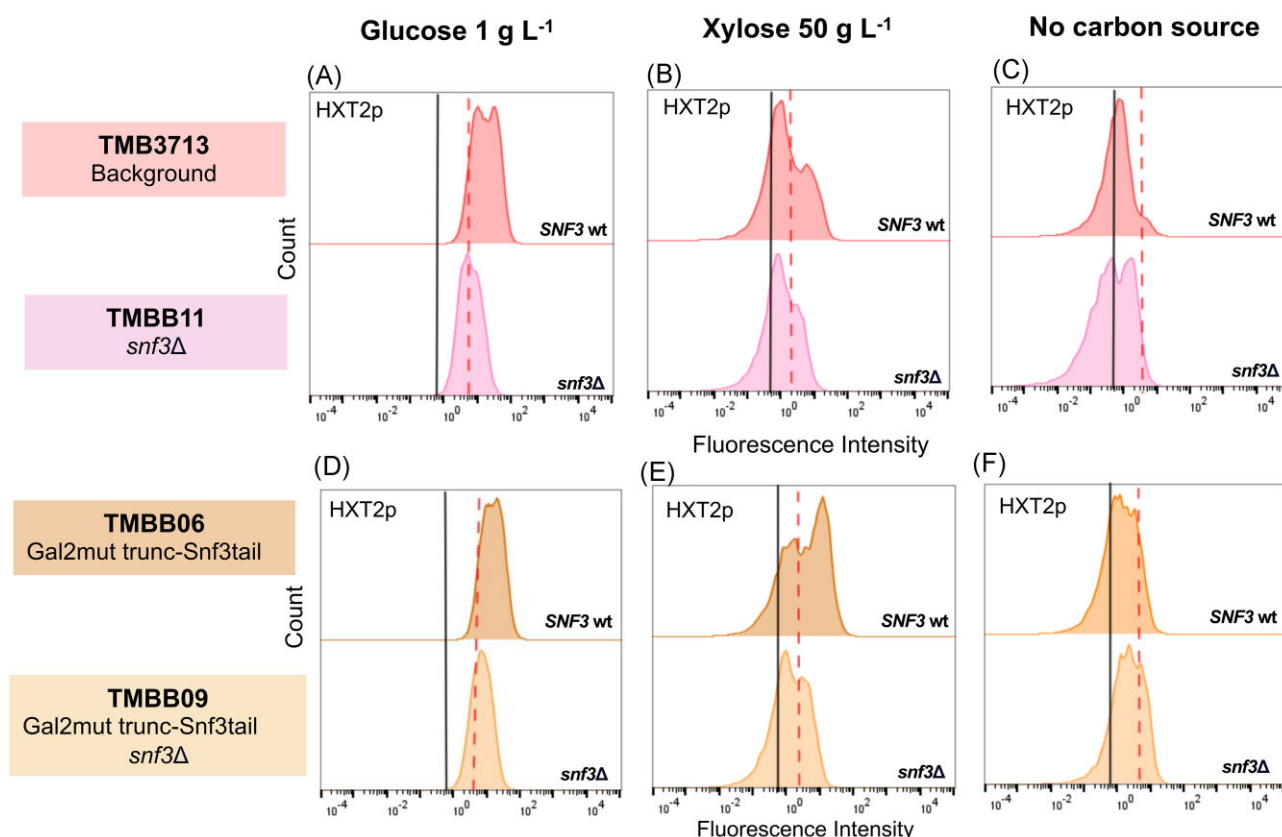 Glucose 1 g L⁻¹
Xylose 50 g L⁻¹
No carbon source
(A)
(B)
(C)
HXT2p
HXT2p
HXT2p
TMB3713
Background
SNF3 wt
SNF3 wt
SNF3 wt
Count
TMBB11
snf3Δ
snf3Δ
snf3Δ
snf3Δ
10⁻⁴ 10⁻² 10⁰ 10² 10⁴
10⁻⁴ 10⁻² 10⁰ 10² 10⁴
10⁻⁴ 10⁻² 10⁰ 10² 10⁴
Fluorescence Intensity
(D)
(E)
(F)
HXT2p
HXT2p
HXT2p
TMBB06
Gal2mut trunc-Snf3tail
SNF3 wt
SNF3 wt
SNF3 wt
Count
TMBB09
Gal2mut trunc-Snf3tail
snf3Δ
snf3Δ
snf3Δ
snf3Δ
10⁻⁴ 10⁻² 10⁰ 10² 10⁴
10⁻⁴ 10⁻² 10⁰ 10² 10⁴
10⁻⁴ 10⁻² 10⁰ 10² 10⁴
Fluorescence Intensity